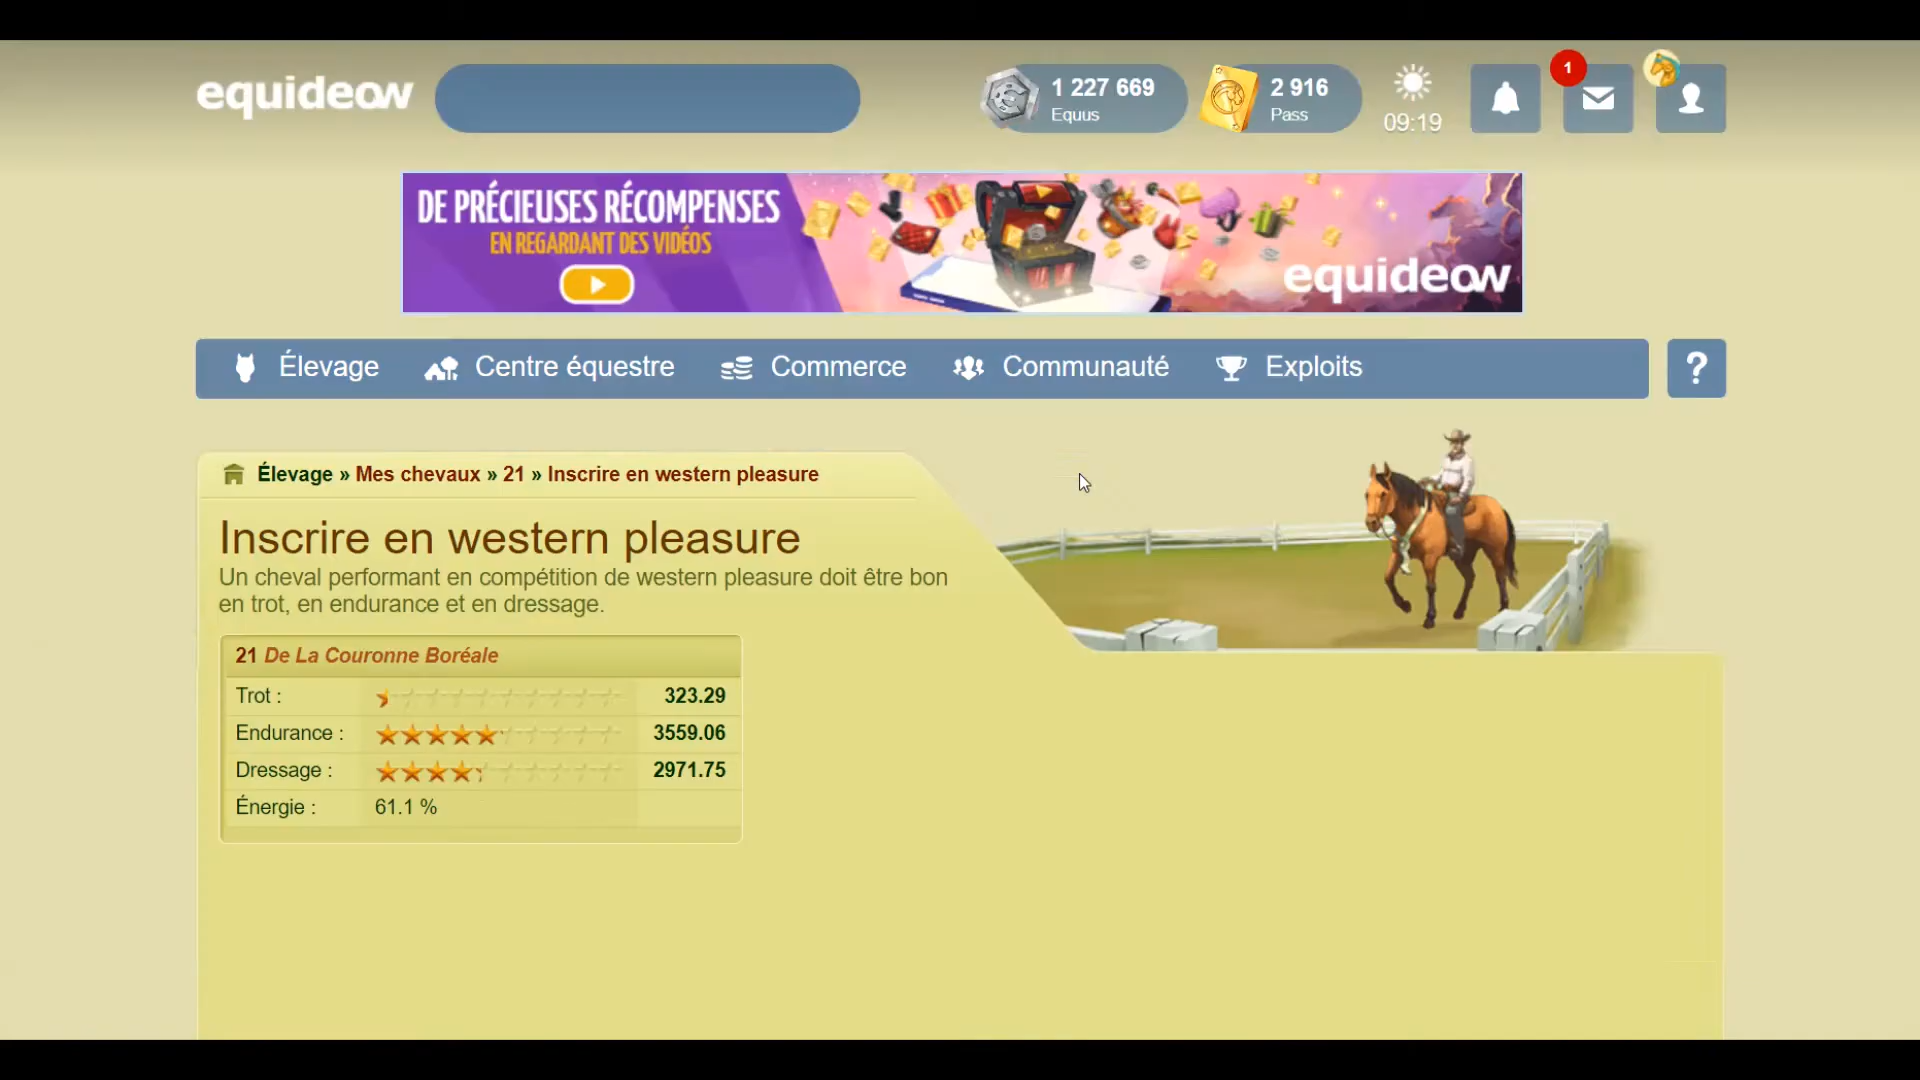 equideow
1 227 669
Equus
2 916
Pass
09:19
1
DE PRÉCIEUSES RÉCOMPENSES
EN REGARDANT DES VIDÉOS
equideow
Élevage
Centre équestre
Commerce
Communauté
Exploits
?
Élevage » Mes chevaux » 21 » Inscrire en western pleasure
Inscrire en western pleasure
Un cheval performant en compétition de western pleasure doit être bon
en trot, en endurance et en dressage.
21 De La Couronne Boréale
Trot : 323.29
Endurance : 3559.06
Dressage : 2971.75
Énergie : 61.1 %